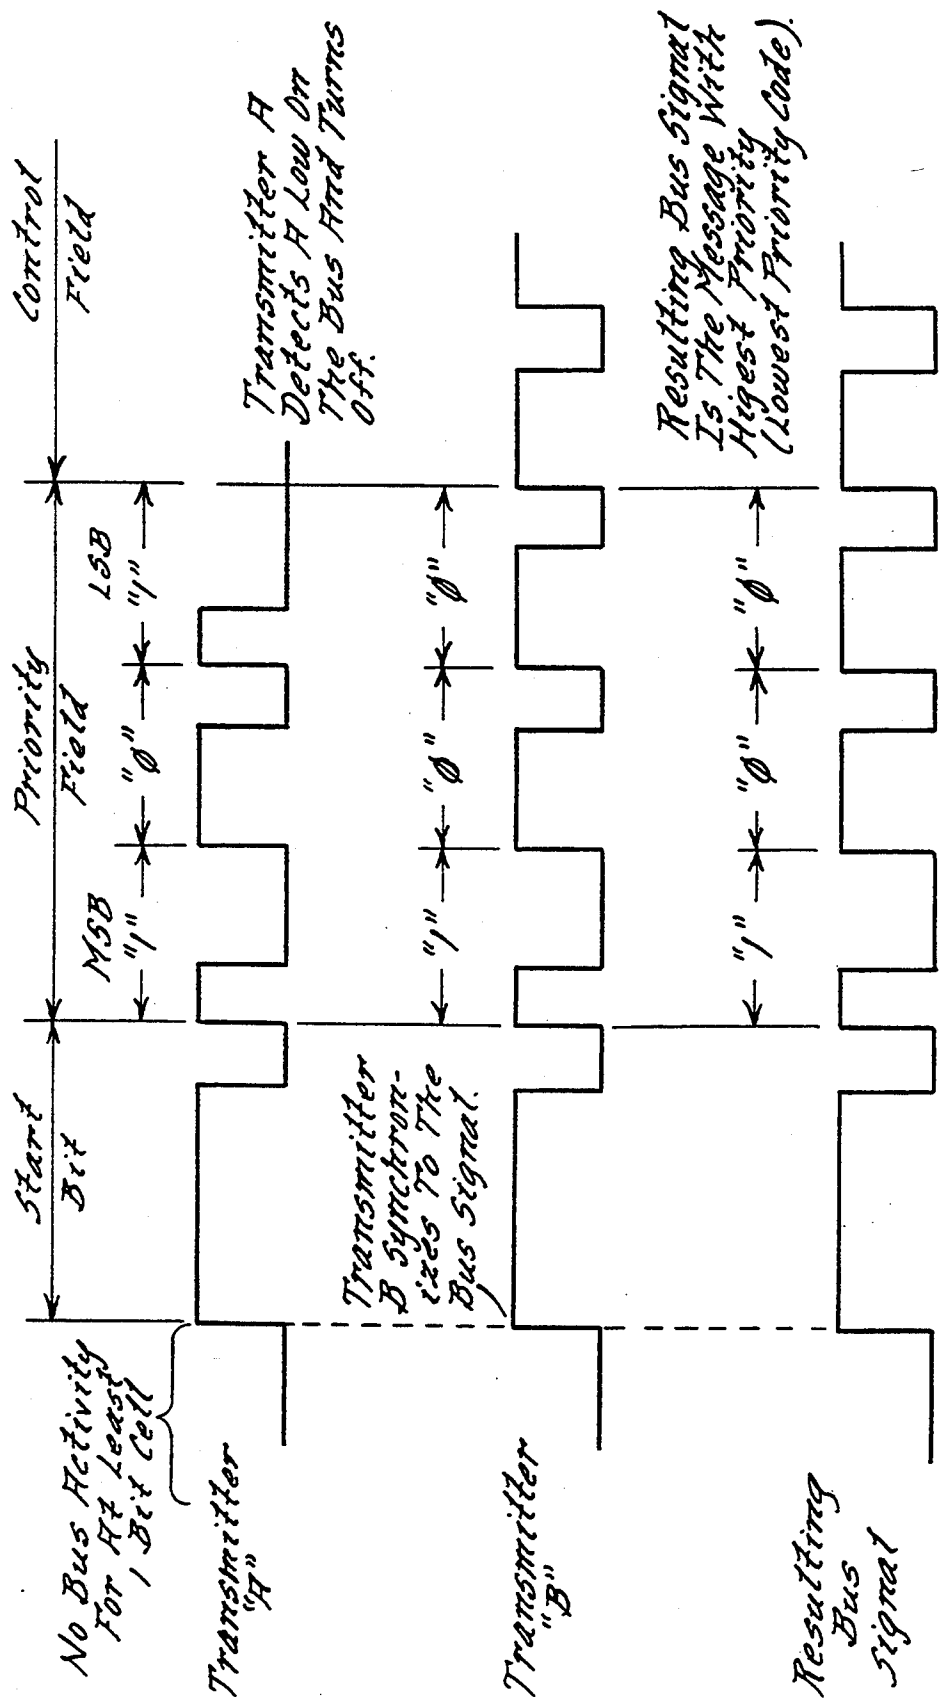 Start
Bit
Priority
Field
Control
Field
No Bus Activity
For At Least
1 Bit Cell
MSB
LSB
"1"
"ø"
"1"
Transmitter
"A"
Transmitter A
Detects A Low On
The Bus And Turns
Off.
Transmitter
B Synchron-
izes To The
Bus Signal.
"1"
"ø"
"ø"
Transmitter
"B"
Resulting Bus Signal
Is The Message With
Higest Priority
(Lowest Priority Code).
"1"
"ø"
"ø"
Resulting
Bus
Signal